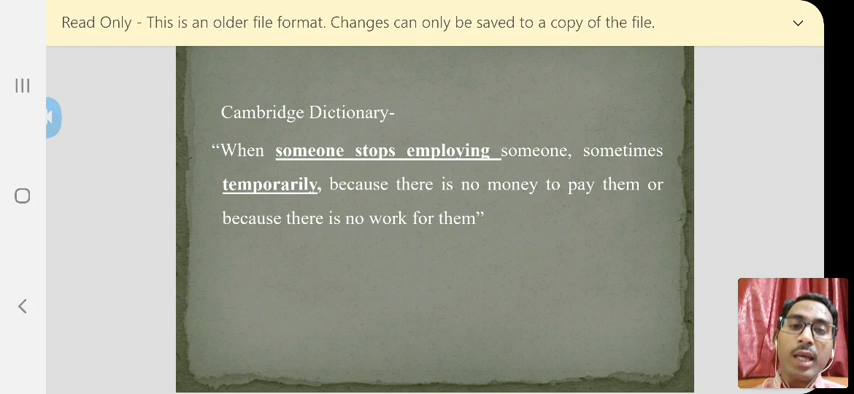 Read Only - This is an older file format. Changes can only be saved to a copy of the file.
Cambridge Dictionary-
“When someone stops employing someone, sometimes
temporarily, because there is no money to pay them or
because there is no work for them”